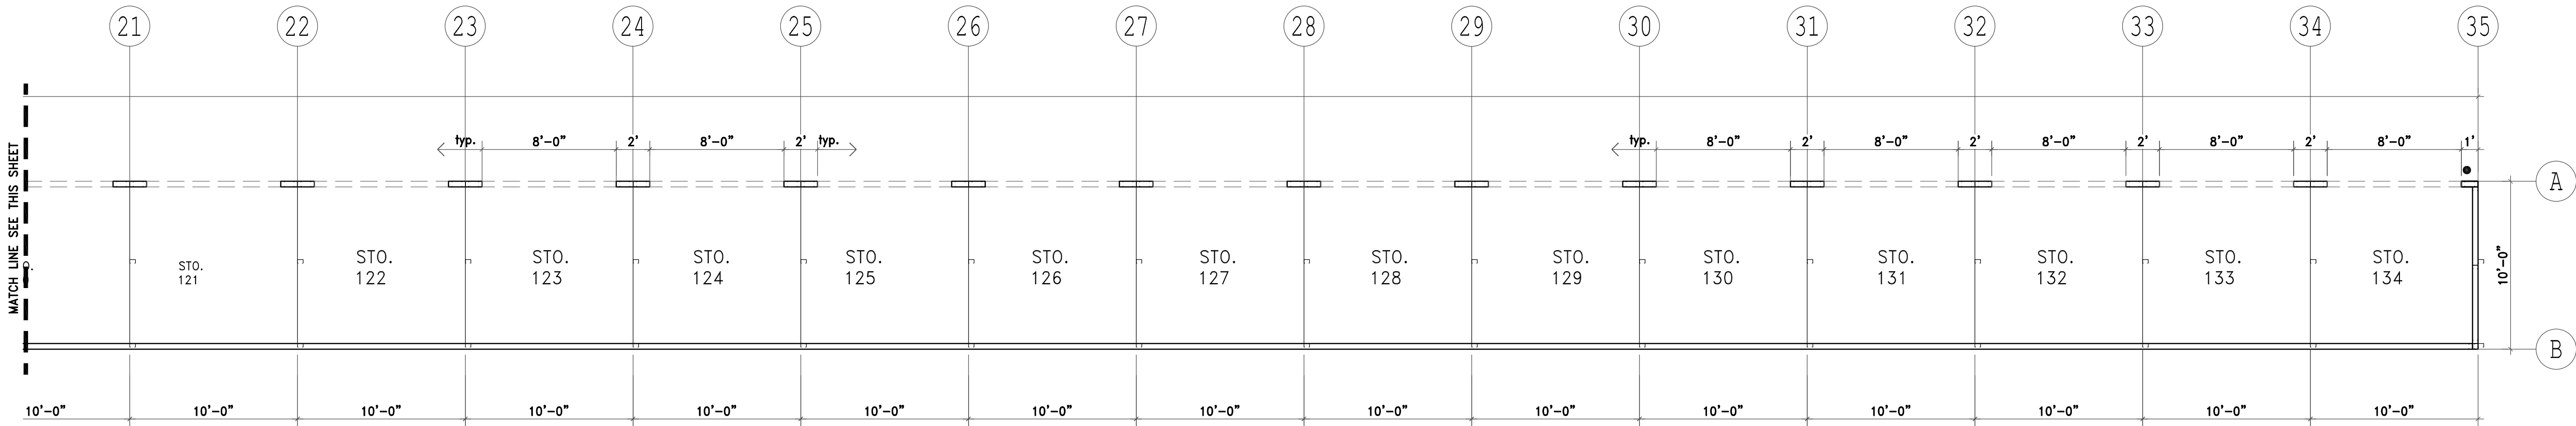 21 22 23 24 25 26 27 28 29 30 31 32 33 34 35
typ. 8'-0" 2' 8'-0" 2' typ. typ. 8'-0" 2' 8'-0" 2' 8'-0" 2' 8'-0" 2' 8'-0" 1'
A
MATCH LINE SEE THIS SHEET
STO.
121
STO.
122
STO.
123
STO.
124
STO.
125
STO.
126
STO.
127
STO.
128
STO.
129
STO.
130
STO.
131
STO.
132
STO.
133
STO.
134
10'-0"
B
10'-0" 10'-0" 10'-0" 10'-0" 10'-0" 10'-0" 10'-0" 10'-0" 10'-0" 10'-0" 10'-0" 10'-0" 10'-0" 10'-0" 10'-0"